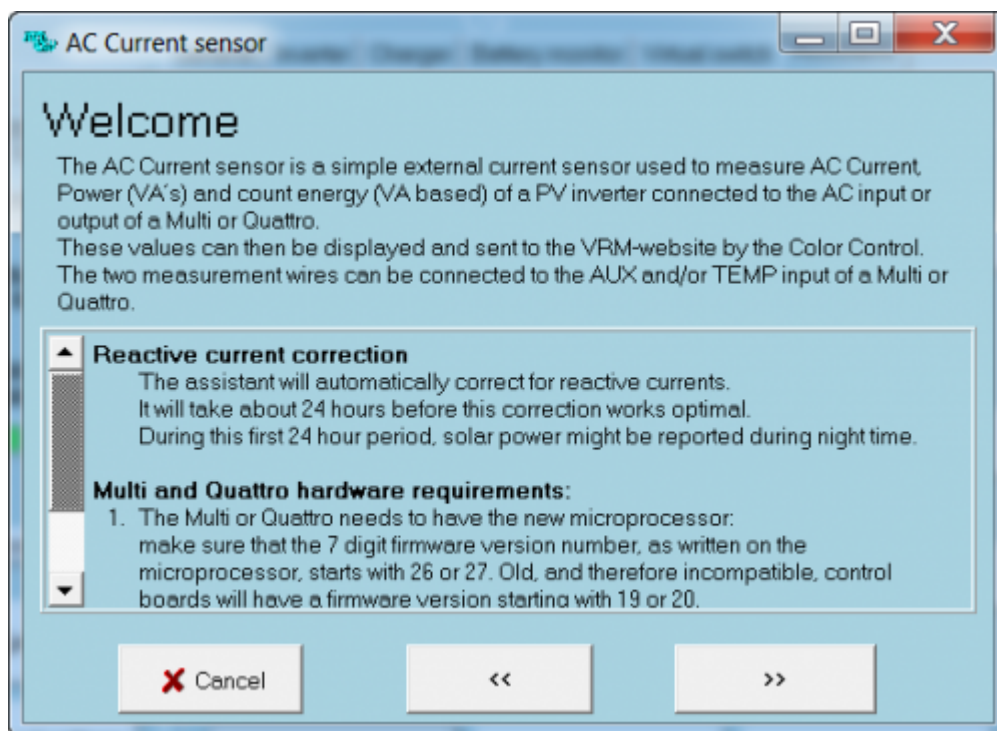 AC Current sensor
Welcome
The AC Current sensor is a simple external current sensor used to measure AC Current,
Power (VA's) and count energy (VA based) of a PV inverter connected to the AC input or
output of a Multi or Quattro.
These values can then be displayed and sent to the VRM-website by the Color Control.
The two measurement wires can be connected to the AUX and/or TEMP input of a Multi or
Quattro.
Reactive current correction
The assistant will automatically correct for reactive currents.
It will take about 24 hours before this correction works optimal.
During this first 24 hour period, solar power might be reported during night time.
Multi and Quattro hardware requirements:
1. The Multi or Quattro needs to have the new microprocessor:
make sure that the 7 digit firmware version number, as written on the
microprocessor, starts with 26 or 27. Old, and therefore incompatible, control
boards will have a firmware version starting with 19 or 20.
Cancel
<<
>>